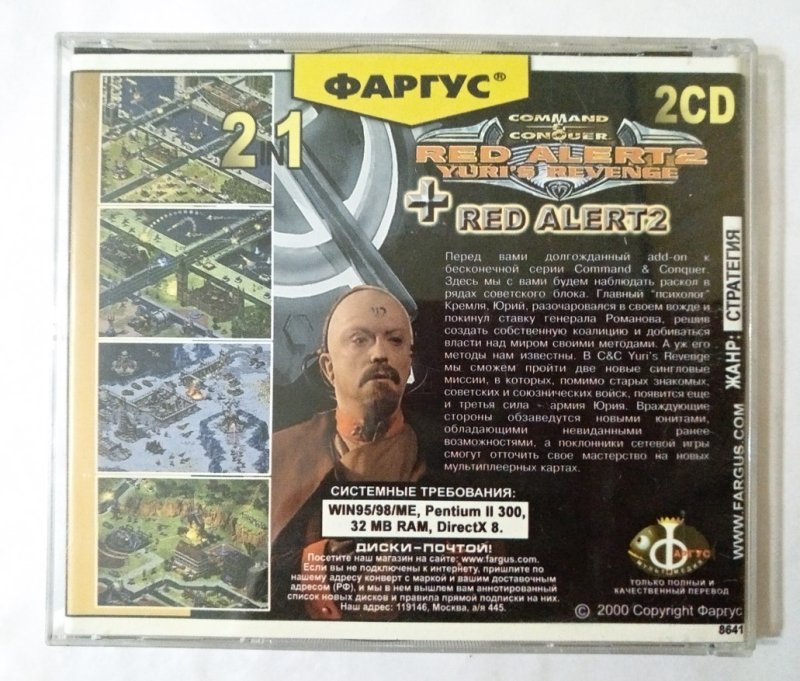 ФАРГУС®
2CD
2 IN 1
COMMAND & CONQUER
RED ALERT2
YURI'S REVENGE
+ RED ALERT2
Перед вами долгожданный add-on к
бесконечной серии Command & Conquer.
Здесь мы с вами будем наблюдать раскол в
рядах советского блока. Главный "психолог"
Кремля, Юрий, разочаровался в своем вожде и
покинул ставку генерала Романова, решив
создать собственную коалицию и добиваться
власти над миром своими методами. А уж его
методы нам известны. В C&C Yuri's Revenge
мы сможем пройти две новые сингловые
миссии, в которых, помимо старых знакомых,
советских и союзнических войск, появится еще
и третья сила - армия Юрия. Враждующие
стороны обзаведутся новыми юнитами,
обладающими невиданными ранее
возможностями, а поклонники сетевой игры
смогут отточить свое мастерство на новых
мультиплеерных картах.
WWW.FARGUS.COM ЖАНР: СТРАТЕГИЯ
СИСТЕМНЫЕ ТРЕБОВАНИЯ:
WIN95/98/ME, Pentium II 300,
32 MB RAM, DirectX 8.
ДИСКИ-ПОЧТОЙ!
Посетите наш магазин на сайте: www.fargus.com.
Если вы не подключены к интернету, пришлите по
нашему адресу конверт с маркой и вашим доставочным
адресом (РФ), и мы в нем вышлем вам аннотированный
список новых дисков и правила прямой подписки на них.
Наш адрес: 119146, Москва, а/я 445.
Ф
ФАРГУС
МУЛЬТИМЕДИА
ТОЛЬКО ПОЛНЫЙ И
КАЧЕСТВЕННЫЙ ПЕРЕВОД
© 2000 Copyright Фаргус
8641